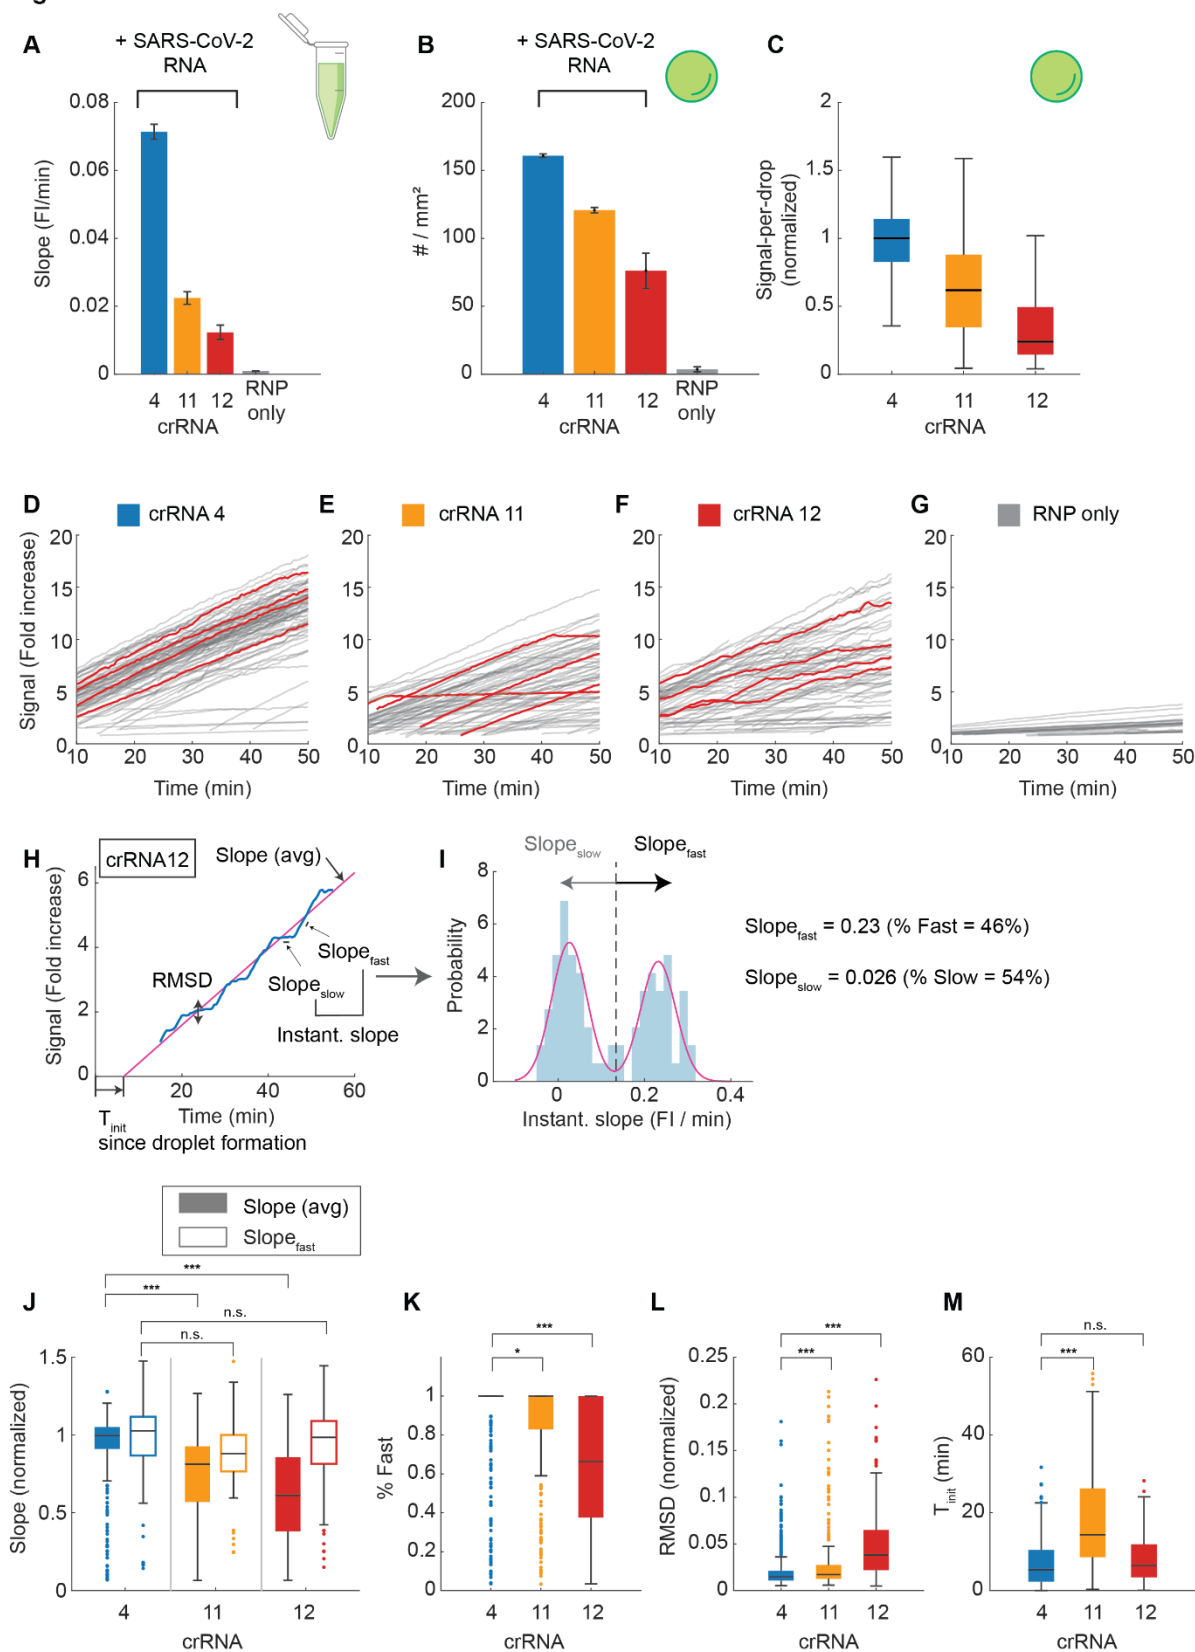 A
+ SARS-CoV-2
RNA
Slope (FI/min)
0.08
0.06
0.04
0.02
0
4 11 12 RNP only
crRNA
B
+ SARS-CoV-2
RNA
# / mm²
200
150
100
50
0
4 11 12 RNP only
crRNA
C
Signal-per-drop
(normalized)
2
1.5
1
0.5
0
4 11 12
crRNA
D crRNA 4
Signal (Fold increase)
20
15
10
5
0
10 20 30 40 50
Time (min)
E crRNA 11
20
15
10
5
0
10 20 30 40 50
Time (min)
F crRNA 12
20
15
10
5
0
10 20 30 40 50
Time (min)
G RNP only
20
15
10
5
0
10 20 30 40 50
Time (min)
H
crRNA12
Slope (avg)
Signal (Fold increase)
6
4
2
0
RMSD
Slope_fast
Slope_slow
Instant. slope
20 40 60
Time (min)
T_init
since droplet formation
I
Slope_slow Slope_fast
Probability
8
6
4
2
0
0 0.2 0.4
Instant. slope (FI / min)
Slope_fast = 0.23 (% Fast = 46%)
Slope_slow = 0.026 (% Slow = 54%)
Slope (avg)
Slope_fast
J
***
***
n.s.
n.s.
Slope (normalized)
1.5
1
0.5
0
4 11 12
crRNA
K
***
*
% Fast
1
0.8
0.6
0.4
0.2
0
4 11 12
crRNA
L
***
***
RMSD (normalized)
0.25
0.2
0.15
0.1
0.05
0
4 11 12
crRNA
M
n.s.
***
T_init (min)
60
40
20
0
4 11 12
crRNA